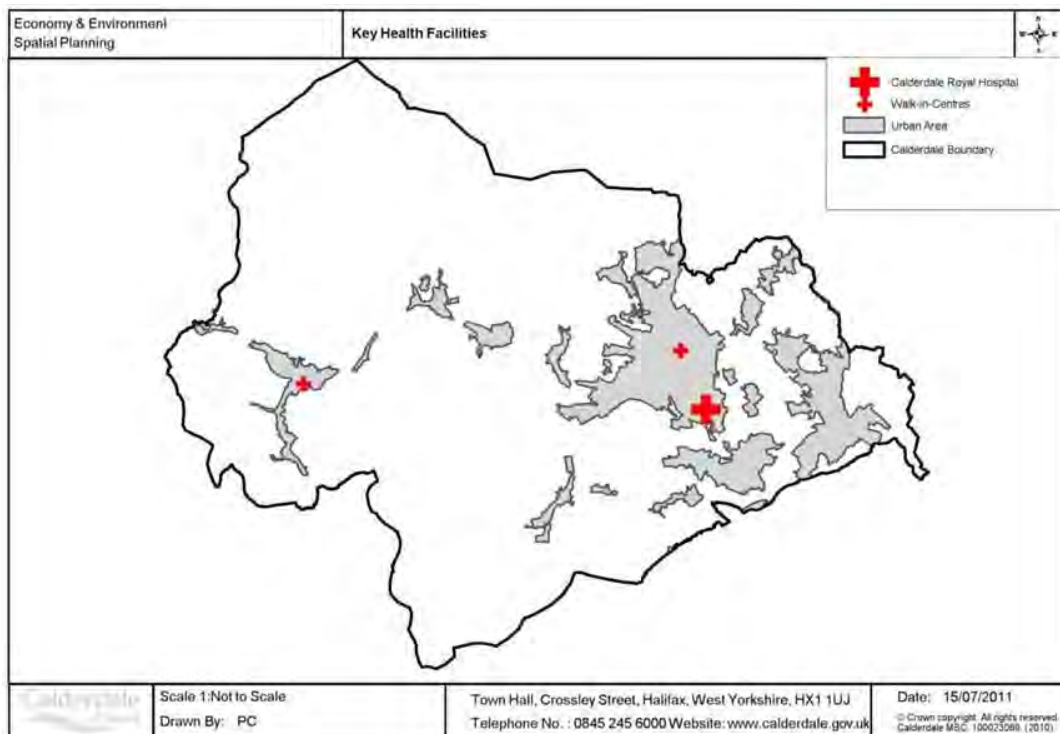 Economy & Environment
Spatial Planning
Key Health Facilities
Calderdale Royal Hospital
Walk-in-Centres
Urban Area
Calderdale Boundary
Calderdale
Scale 1:Not to Scale
Drawn By: PC
Town Hall, Crossley Street, Halifax, West Yorkshire, HX1 1UJ
Telephone No. : 0845 245 6000 Website: www.calderdale.gov.uk
Date: 15/07/2011
© Crown copyright. All rights reserved.
Calderdale MBC. (2010)